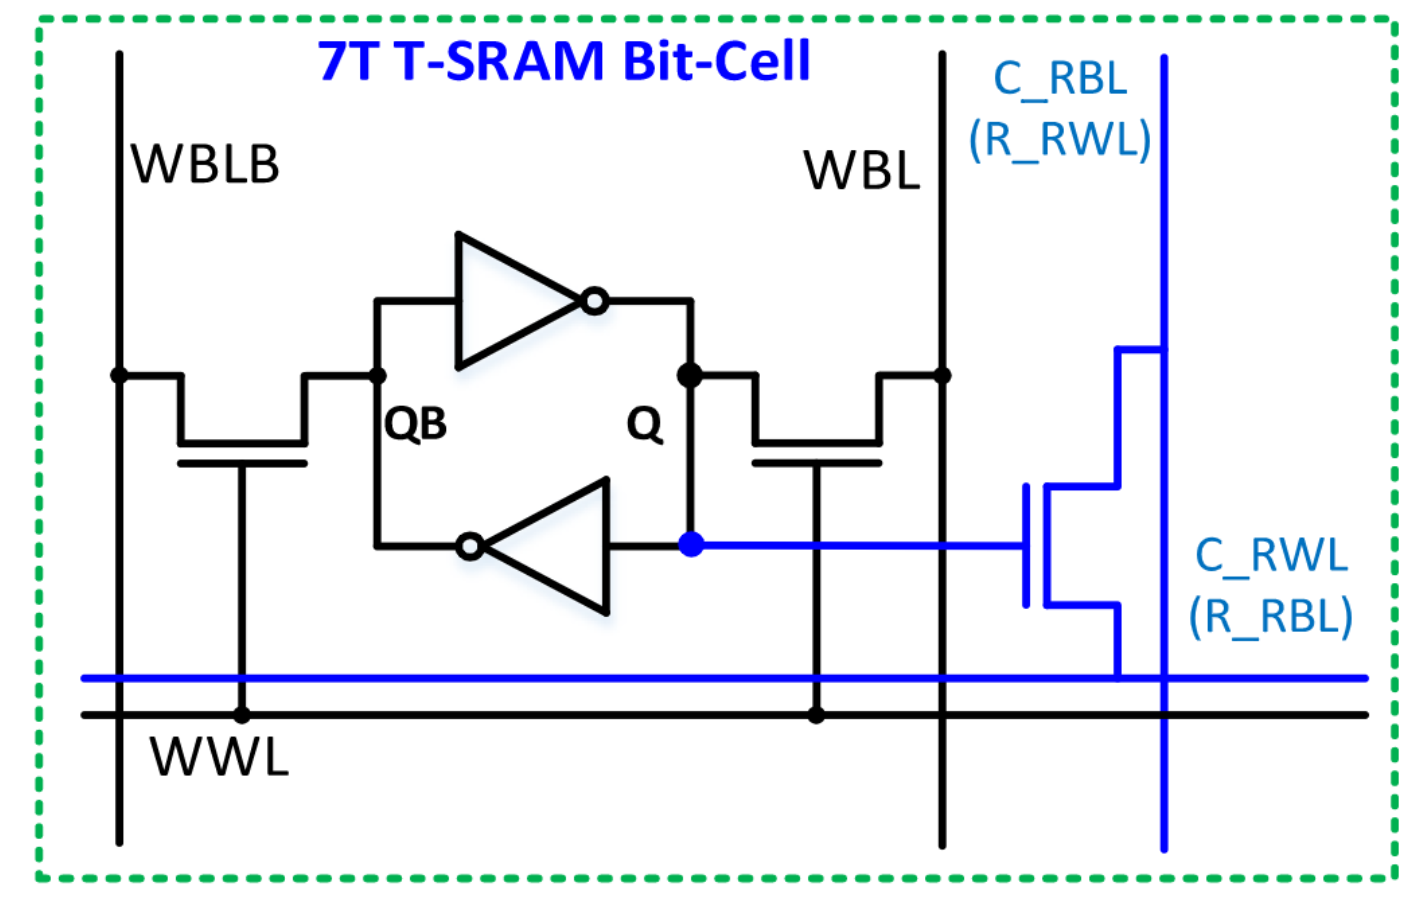 7T T-SRAM Bit-Cell
WBLB
WBL
C_RBL
(R_RWL)
QB
Q
C_RWL
(R_RBL)
WWL